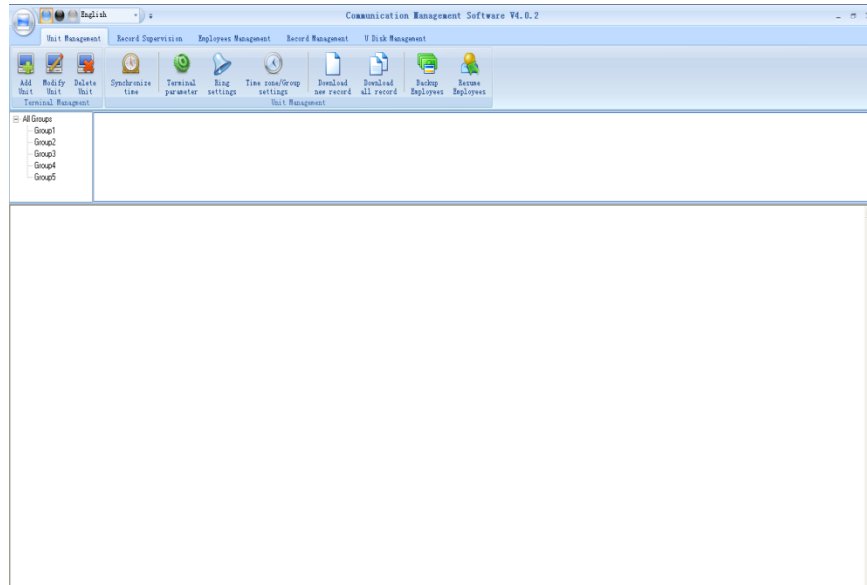 English
Communication Management Software V4.0.2
Unit Management Record Supervision Employees Management Record Management U Disk Management
Add Unit
Modify Unit
Delete Unit
Synchronize time
Terminal parameter
Ring settings
Time zone/Group settings
Download new record
Download all record
Backup Employees
Resume Employees
Terminal Managment
Unit Management
All Groups
Group1
Group2
Group3
Group4
Group5